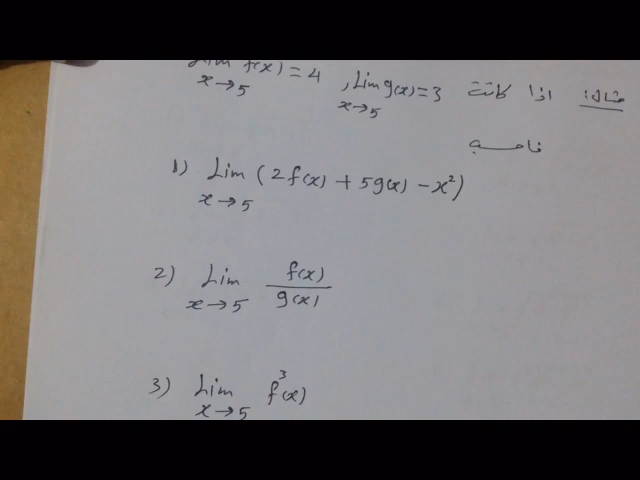 مثال: اذا كانت Lim g(x) = 3 , Lim f(x) = 4
x→5 x→5
فاحسب
1) Lim (2f(x) + 5g(x) - x²)
x→5
2) Lim f(x)/g(x)
x→5
3) Lim f³(x)
x→5